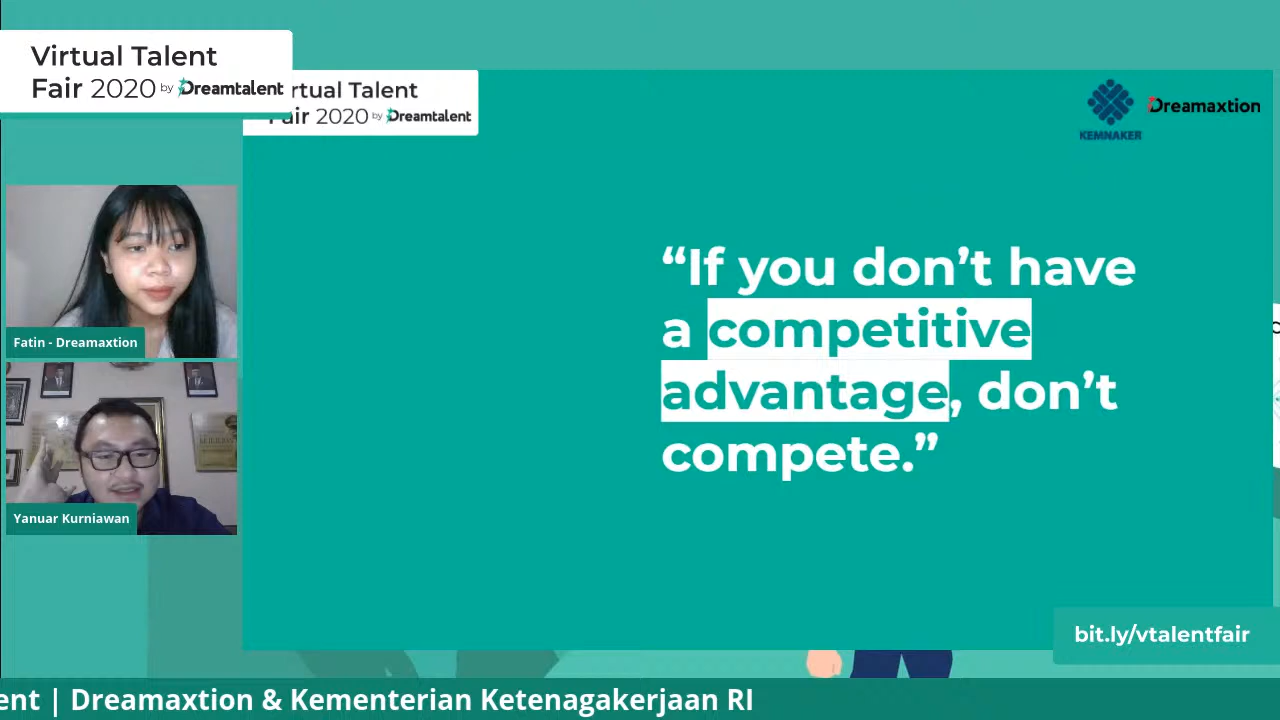 Virtual Talent
Fair 2020 by Dreamtalent
rtual Talent
Fair 2020 by Dreamtalent
KEMNAKER
Dreamaxtion
“If you don’t have
a competitive
advantage, don’t
compete.”
Fatin - Dreamaxtion
Yanuar Kurniawan
bit.ly/vtalentfair
ent | Dreamaxtion & Kementerian Ketenagakerjaan RI